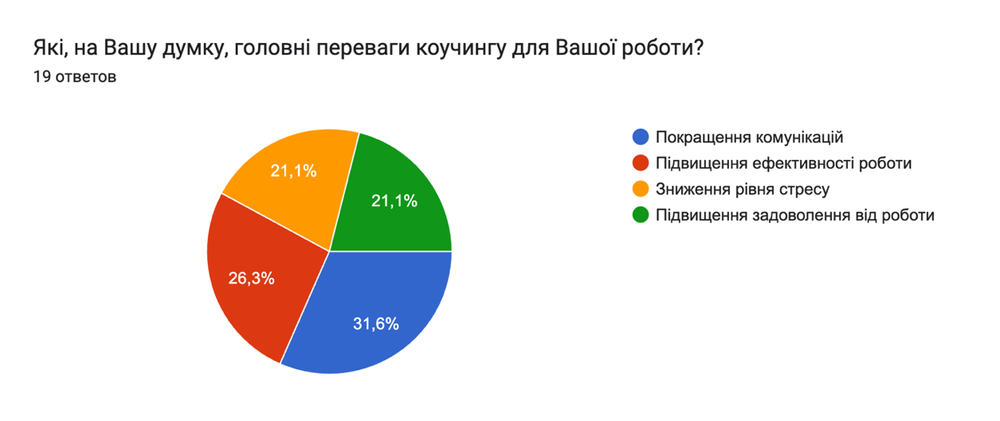 Які, на Вашу думку, головні переваги коучингу для Вашої роботи?
19 ответов
21,1%
21,1%
26,3%
31,6%
Покращення комунікацій
Підвищення ефективності роботи
Зниження рівня стресу
Підвищення задоволення від роботи